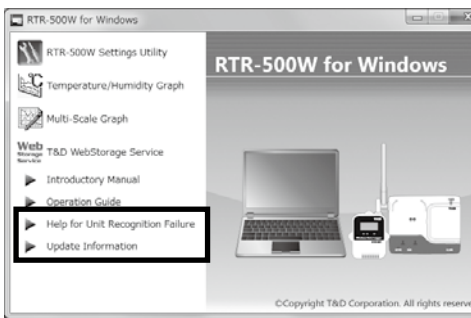 RTR-500W for Windows
RTR-500W Settings Utility
RTR-500W for Windows
°C Temperature/Humidity Graph
Multi-Scale Graph
Web Storage Service T&D WebStorage Service
Introductory Manual
Operation Guide
Help for Unit Recognition Failure
Update Information
©Copyright T&D Corporation. All rights reserve